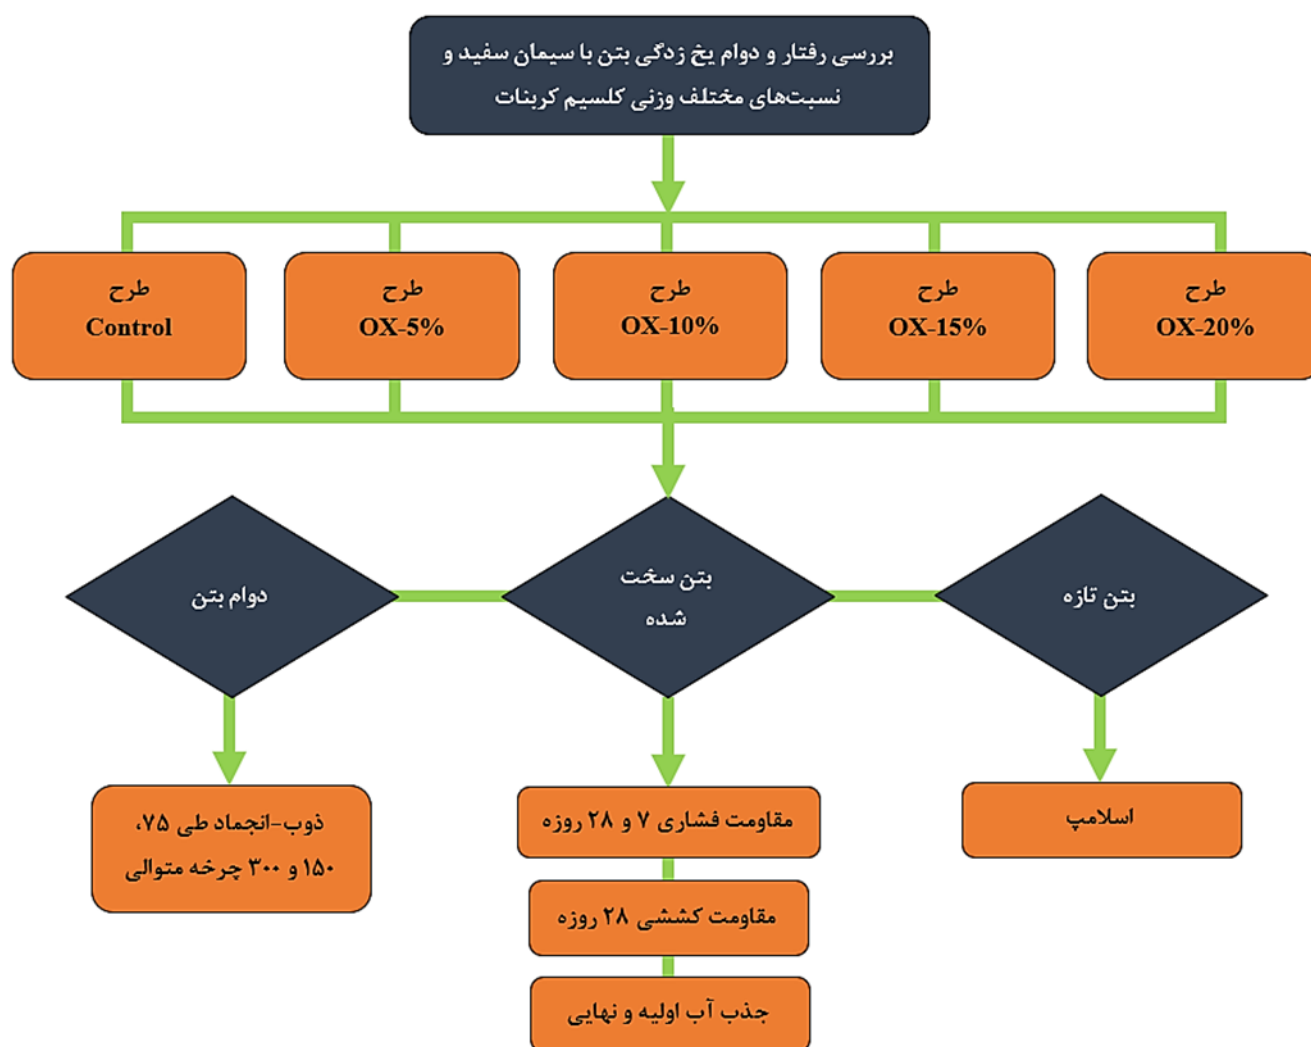 بررسی رفتار و دوام یخ زدگی بتن با سیمان سفید و
نسبت‌های مختلف وزنی کلسیم کربنات
طرح
Control
طرح
OX-5%
طرح
OX-10%
طرح
OX-15%
طرح
OX-20%
بتن تازه
بتن سخت
شده
دوام بتن
اسلامپ
مقاومت فشاری ۷ و ۲۸ روزه
مقاومت کششی ۲۸ روزه
جذب آب اولیه و نهایی
ذوب-انجماد طی ۷۵،
۱۵۰ و ۳۰۰ چرخه متوالی